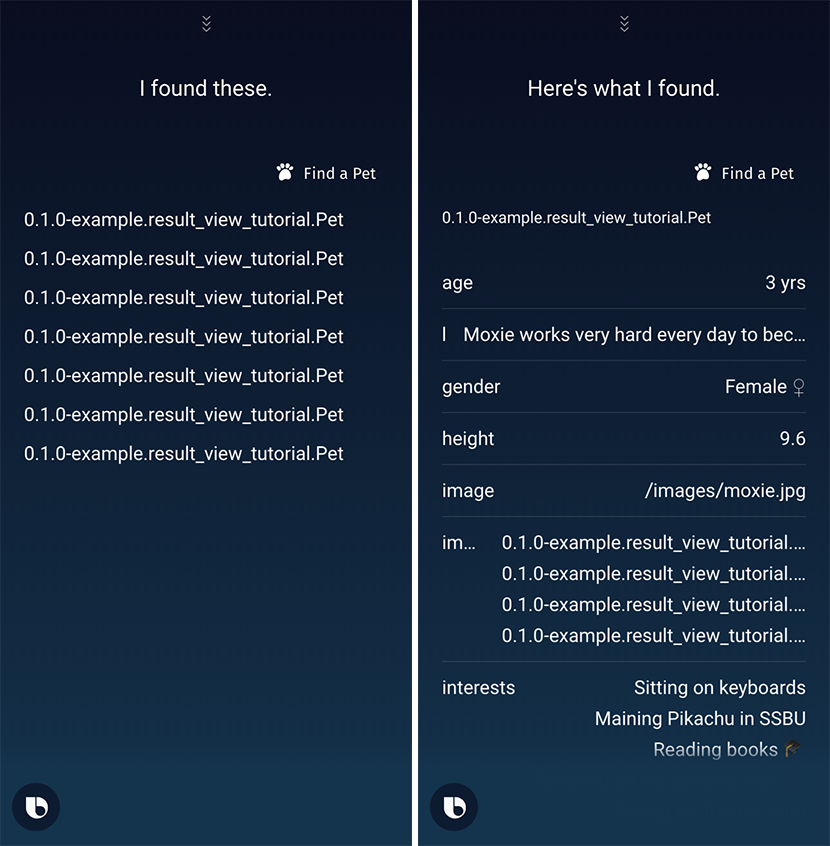 I found these.
Find a Pet
0.1.0-example.result_view_tutorial.Pet
0.1.0-example.result_view_tutorial.Pet
0.1.0-example.result_view_tutorial.Pet
0.1.0-example.result_view_tutorial.Pet
0.1.0-example.result_view_tutorial.Pet
0.1.0-example.result_view_tutorial.Pet
0.1.0-example.result_view_tutorial.Pet
Here's what I found.
Find a Pet
0.1.0-example.result_view_tutorial.Pet
age 3 yrs
l Moxie works very hard every day to bec...
gender Female ♀
height 9.6
image /images/moxie.jpg
im... 0.1.0-example.result_view_tutorial....
0.1.0-example.result_view_tutorial....
0.1.0-example.result_view_tutorial....
0.1.0-example.result_view_tutorial....
interests Sitting on keyboards
Maining Pikachu in SSBU
Reading books 🎓